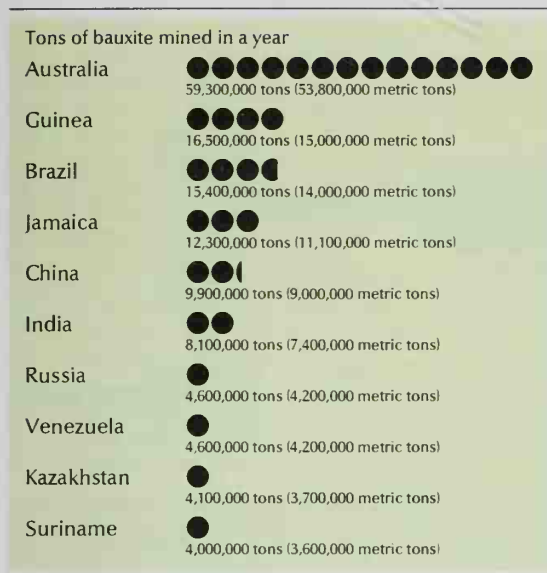 Tons of bauxite mined in a year
Australia
59,300,000 tons (53,800,000 metric tons)
Guinea
16,500,000 tons (15,000,000 metric tons)
Brazil
15,400,000 tons (14,000,000 metric tons)
Jamaica
12,300,000 tons (11,100,000 metric tons)
China
9,900,000 tons (9,000,000 metric tons)
India
8,100,000 tons (7,400,000 metric tons)
Russia
4,600,000 tons (4,200,000 metric tons)
Venezuela
4,600,000 tons (4,200,000 metric tons)
Kazakhstan
4,100,000 tons (3,700,000 metric tons)
Suriname
4,000,000 tons (3,600,000 metric tons)